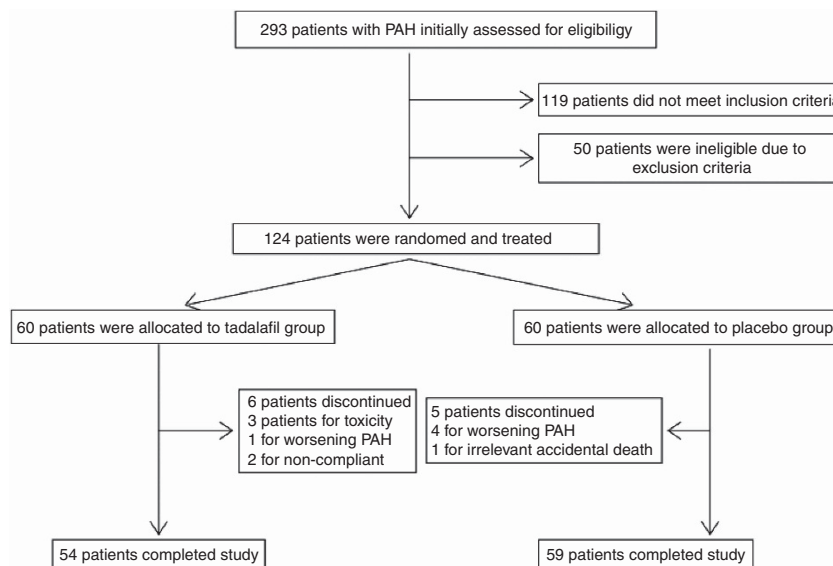 293 patients with PAH initially assessed for eligibiligy
119 patients did not meet inclusion criteria
50 patients were ineligible due to
exclusion criteria
124 patients were randomed and treated
60 patients were allocated to tadalafil group
60 patients were allocated to placebo group
6 patients discontinued
3 patients for toxicity
1 for worsening PAH
2 for non-compliant
5 patients discontinued
4 for worsening PAH
1 for irrelevant accidental death
54 patients completed study
59 patients completed study